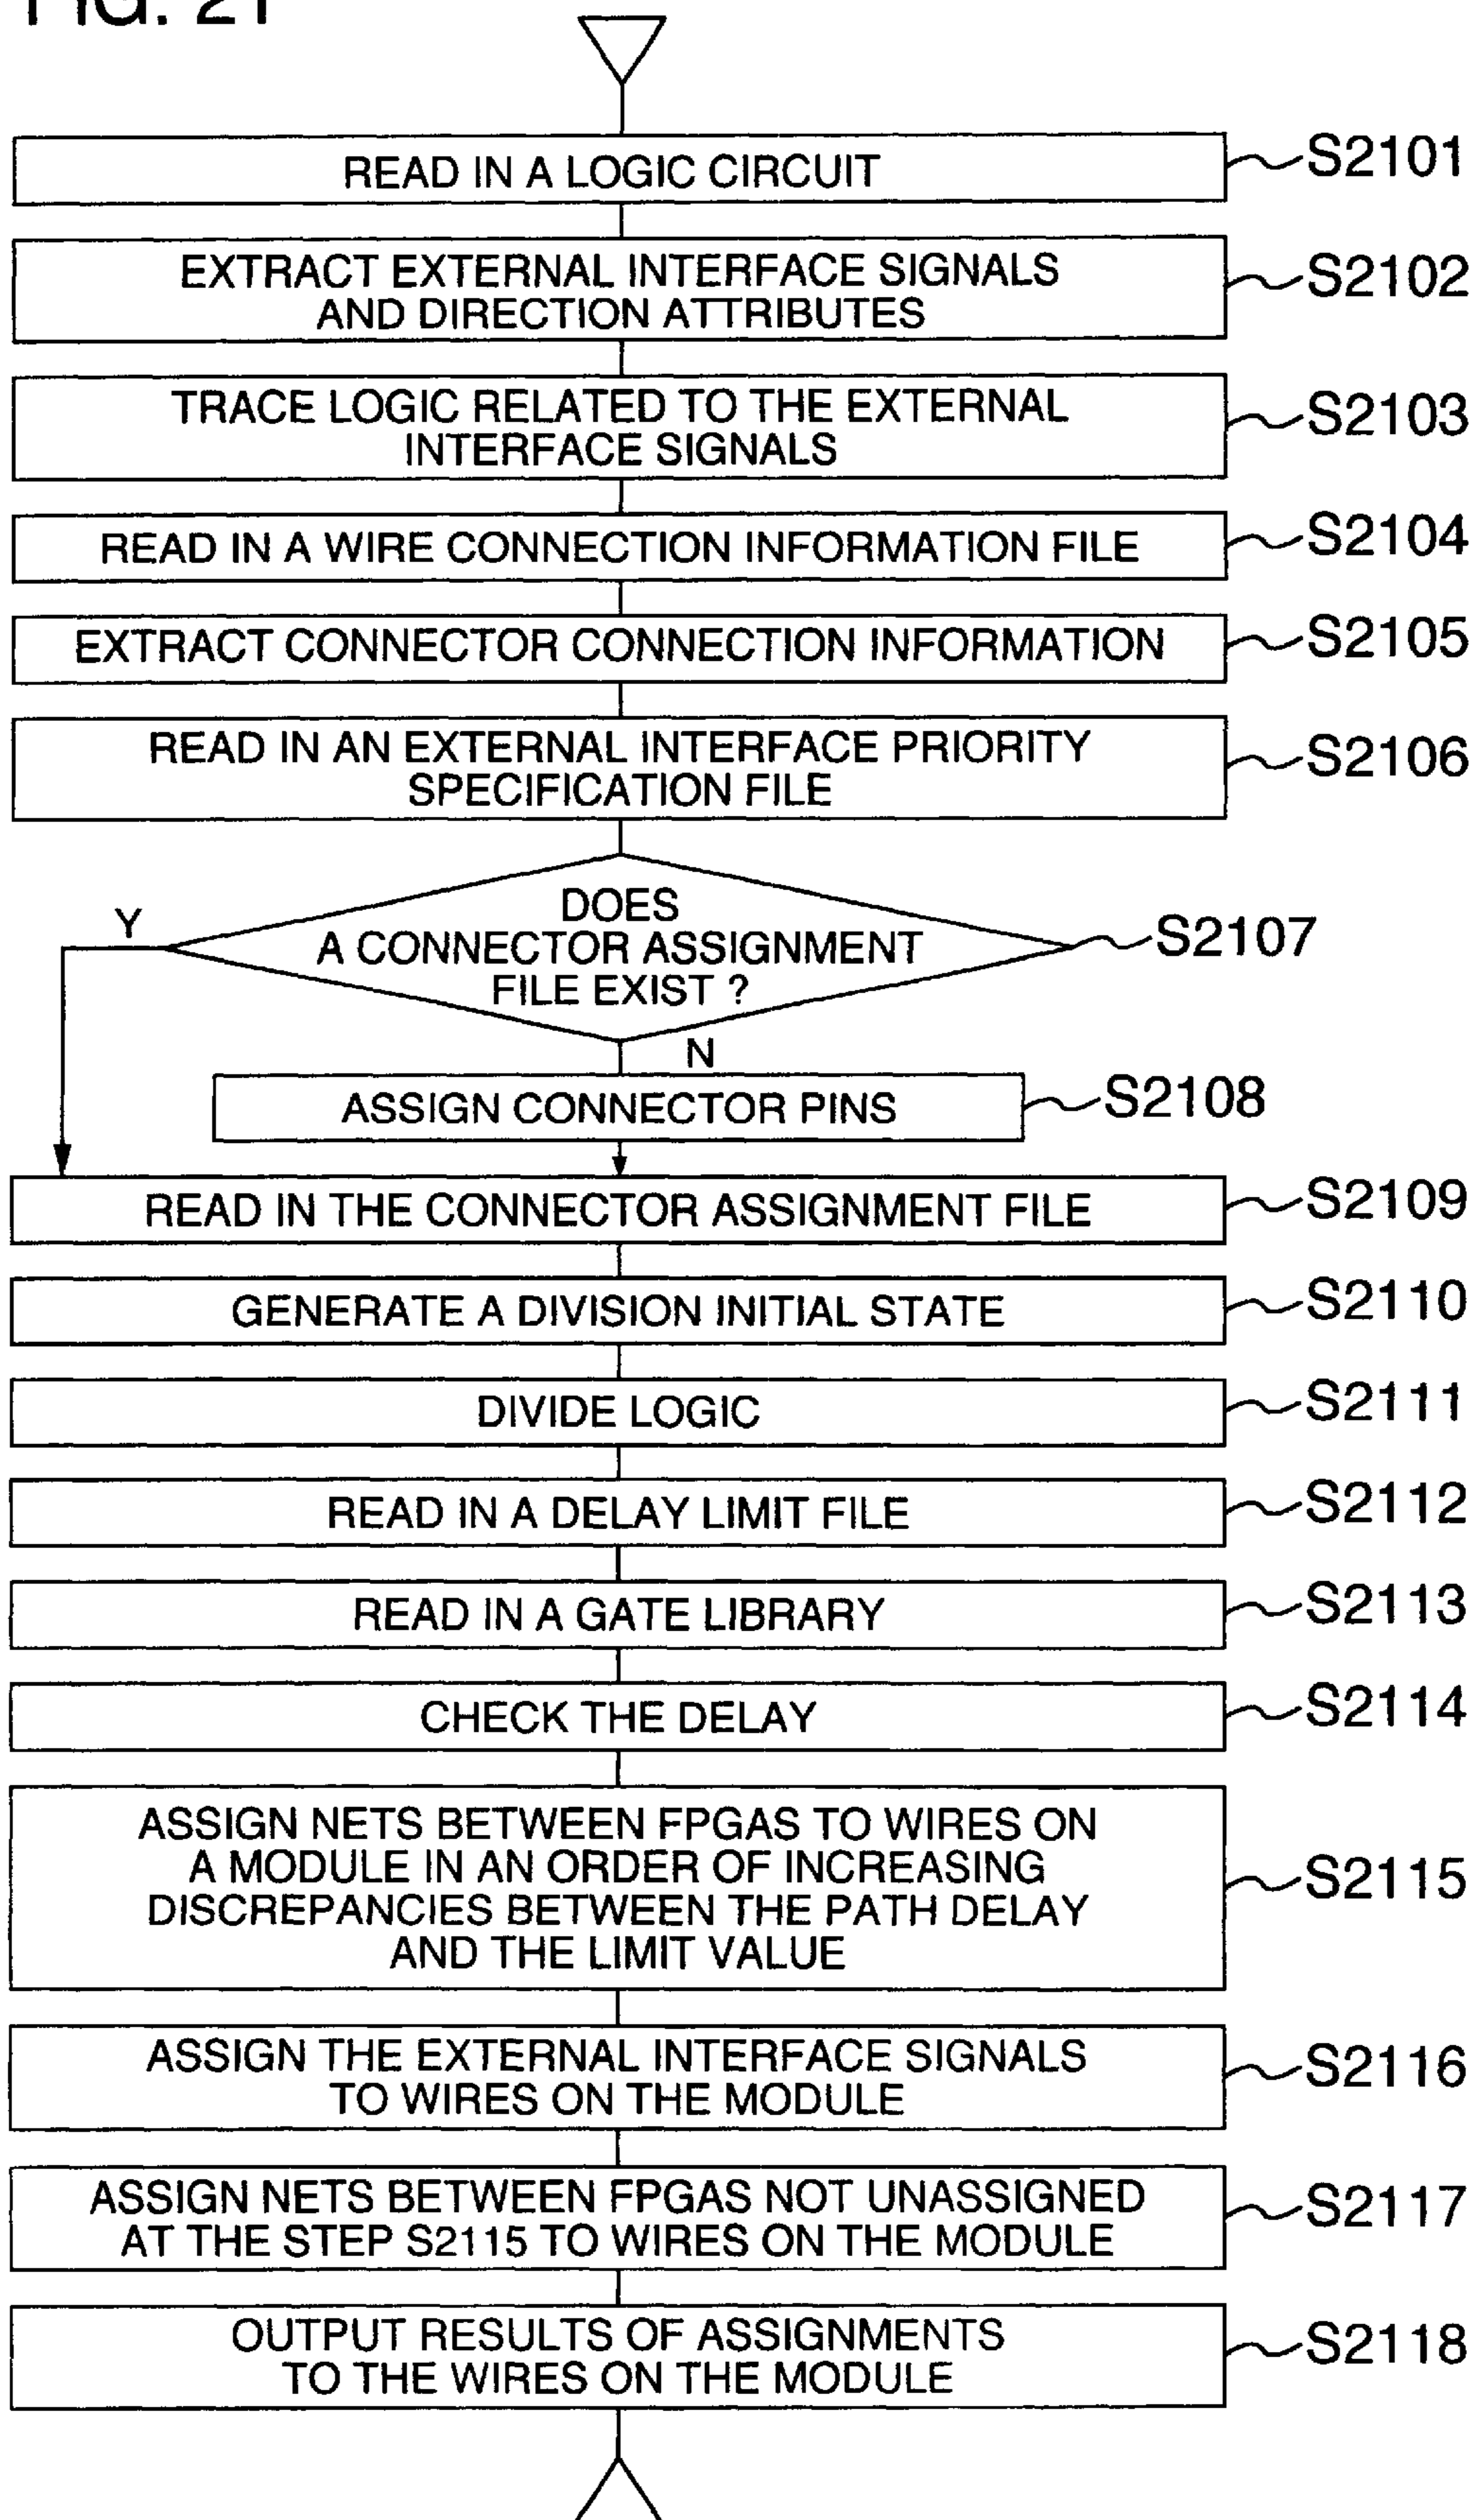 FIG. 21
READ IN A LOGIC CIRCUIT
S2101
EXTRACT EXTERNAL INTERFACE SIGNALS
AND DIRECTION ATTRIBUTES
S2102
TRACE LOGIC RELATED TO THE EXTERNAL
INTERFACE SIGNALS
S2103
READ IN A WIRE CONNECTION INFORMATION FILE
S2104
EXTRACT CONNECTOR CONNECTION INFORMATION
S2105
READ IN AN EXTERNAL INTERFACE PRIORITY
SPECIFICATION FILE
S2106
DOES
A CONNECTOR ASSIGNMENT
FILE EXIST ?
S2107
Y
N
ASSIGN CONNECTOR PINS
S2108
READ IN THE CONNECTOR ASSIGNMENT FILE
S2109
GENERATE A DIVISION INITIAL STATE
S2110
DIVIDE LOGIC
S2111
READ IN A DELAY LIMIT FILE
S2112
READ IN A GATE LIBRARY
S2113
CHECK THE DELAY
S2114
ASSIGN NETS BETWEEN FPGAS TO WIRES ON
A MODULE IN AN ORDER OF INCREASING
DISCREPANCIES BETWEEN THE PATH DELAY
AND THE LIMIT VALUE
S2115
ASSIGN THE EXTERNAL INTERFACE SIGNALS
TO WIRES ON THE MODULE
S2116
ASSIGN NETS BETWEEN FPGAS NOT UNASSIGNED
AT THE STEP S2115 TO WIRES ON THE MODULE
S2117
OUTPUT RESULTS OF ASSIGNMENTS
TO THE WIRES ON THE MODULE
S2118